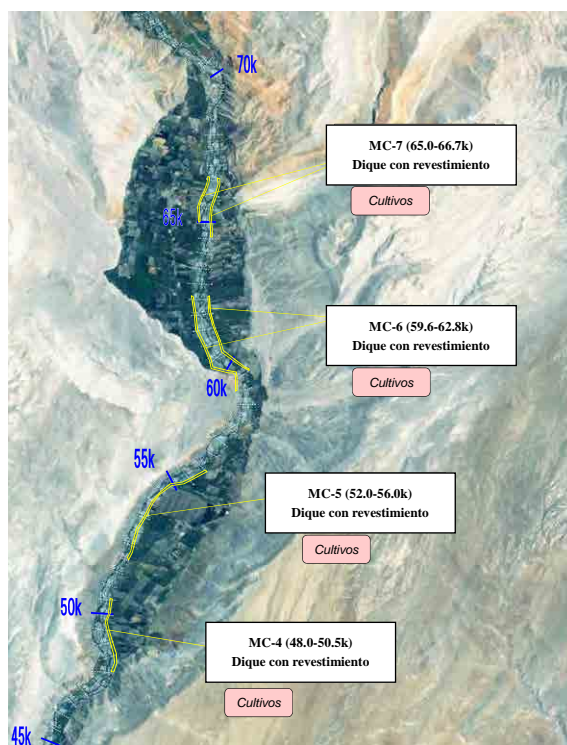 70k
MC-7 (65.0-66.7k)
Dique con revestimiento
Cultivos
65k
MC-6 (59.6-62.8k)
Dique con revestimiento
Cultivos
60k
55k
MC-5 (52.0-56.0k)
Dique con revestimiento
Cultivos
50k
MC-4 (48.0-50.5k)
Dique con revestimiento
Cultivos
45k